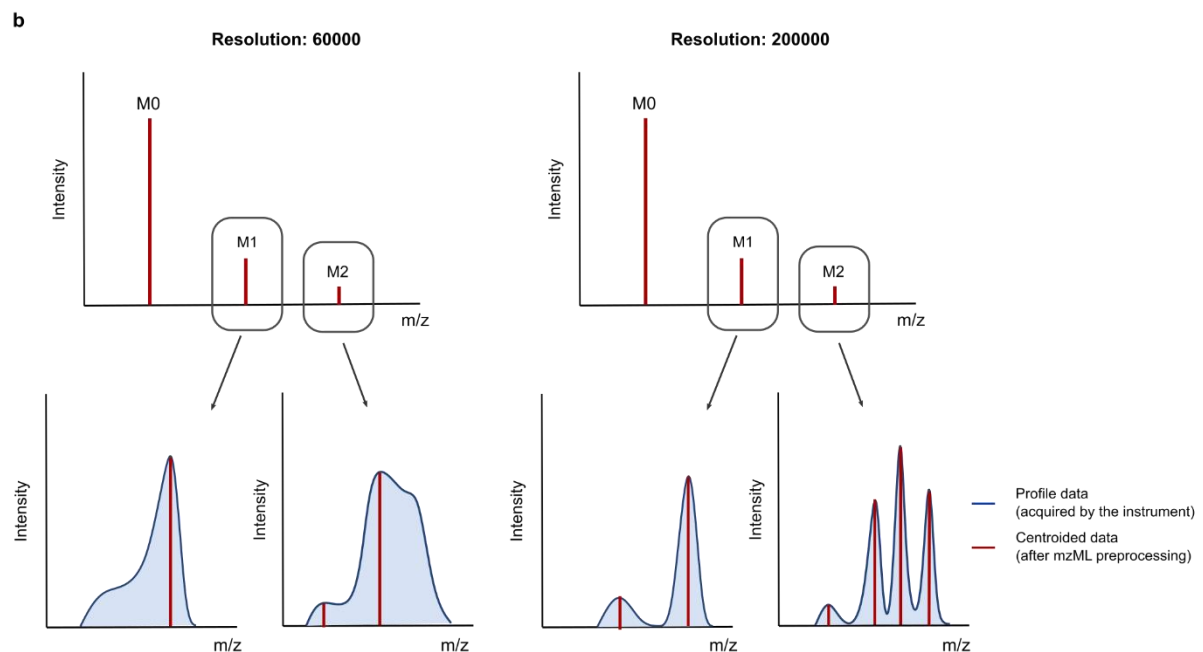 b
Resolution: 60000
Resolution: 200000
M0
M1
M2
Intensity
m/z
M0
M1
M2
Intensity
m/z
Intensity
m/z
Intensity
m/z
Intensity
m/z
Intensity
m/z
Profile data
(acquired by the instrument)
Centroided data
(after mzML preprocessing)